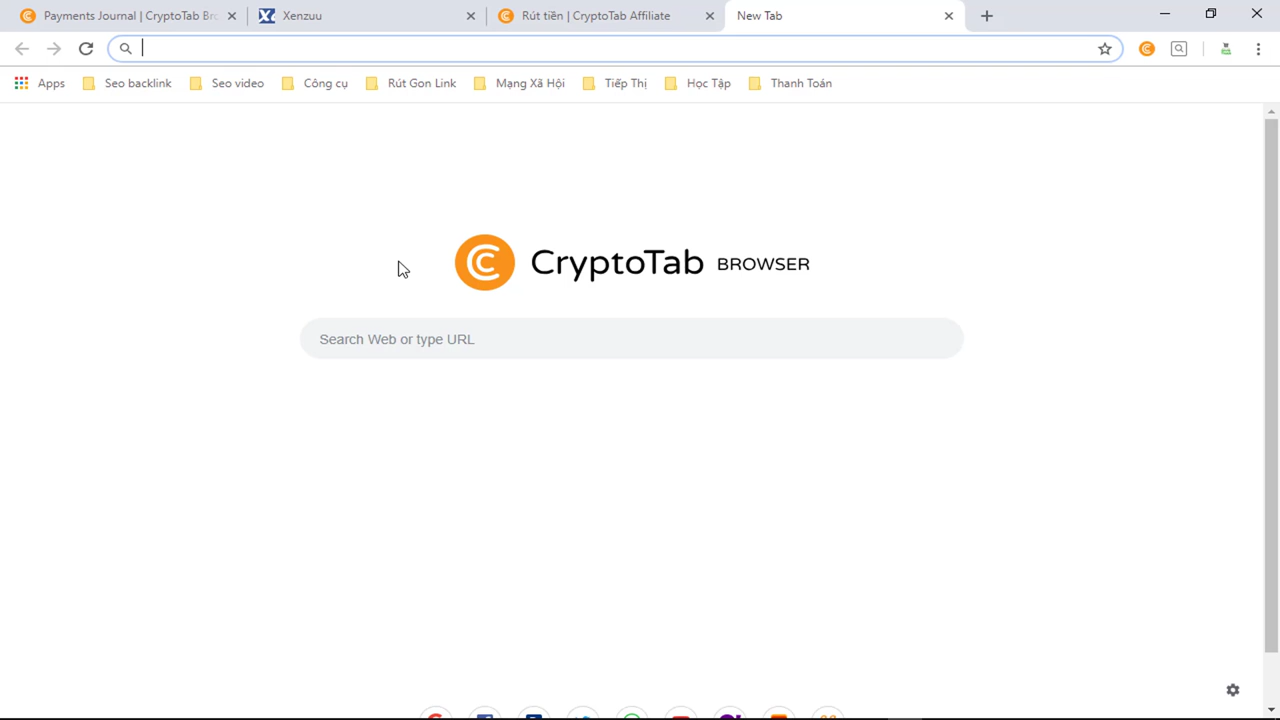 Payments Journal | CryptoTab Bro
Xenzuu
Rút tiền | CryptoTab Affiliate
New Tab
Apps
Seo backlink
Seo video
Công cụ
Rút Gon Link
Mạng Xã Hội
Tiếp Thị
Học Tập
Thanh Toán
CryptoTab BROWSER
Search Web or type URL